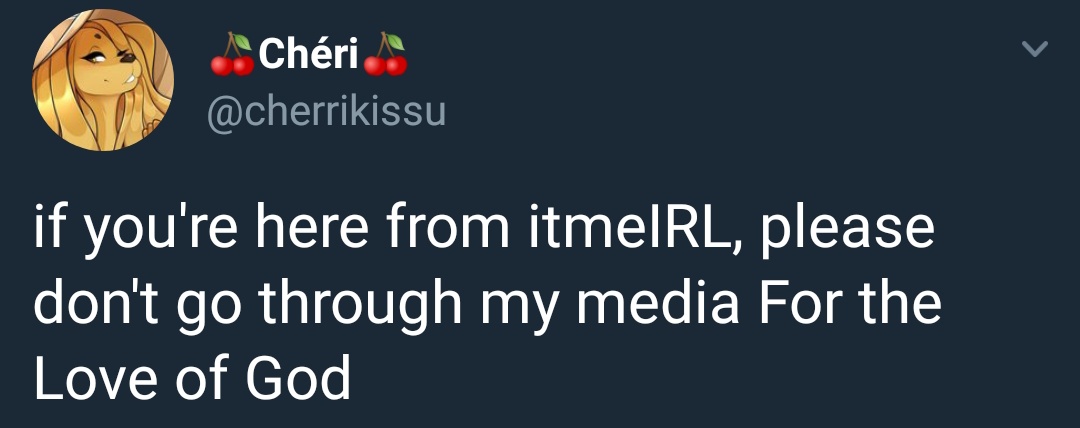 🍒Chéri🍒
@cherrikissu
if you're here from itmeIRL, please
don't go through my media For the
Love of God